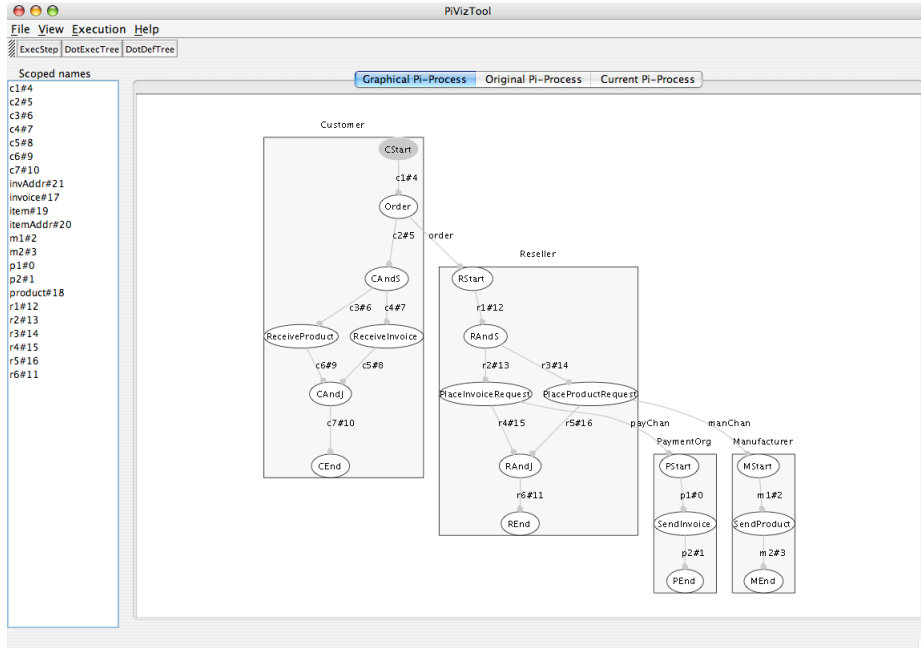 PiVizTool
File View Execution Help
ExecStep DotExecTree DotDefTree
Scoped names
c1#4
c2#5
c3#6
c4#7
c5#8
c6#9
c7#10
invAddr#21
invoice#17
item#19
itemAddr#20
m1#2
m2#3
p1#0
p2#1
product#18
r1#12
r2#13
r3#14
r4#15
r5#16
r6#11
Graphical Pi-Process Original Pi-Process Current Pi-Process
Customer
CStart
c1#4
Order
c2#5 order
Reseller
CAndS RStart
c3#6 c4#7 r1#12
ReceiveProduct ReceiveInvoice RAndS
c6#9 c5#8 r2#13 r3#14
CAndJ PlaceInvoiceRequest PlaceProductRequest
c7#10 r4#15 r5#16 payChan manChan
PaymentOrg Manufacturer
CEnd RAndJ PStart MStart
r6#11 p1#0 m1#2
REnd SendInvoice SendProduct
p2#1 m2#3
PEnd MEnd